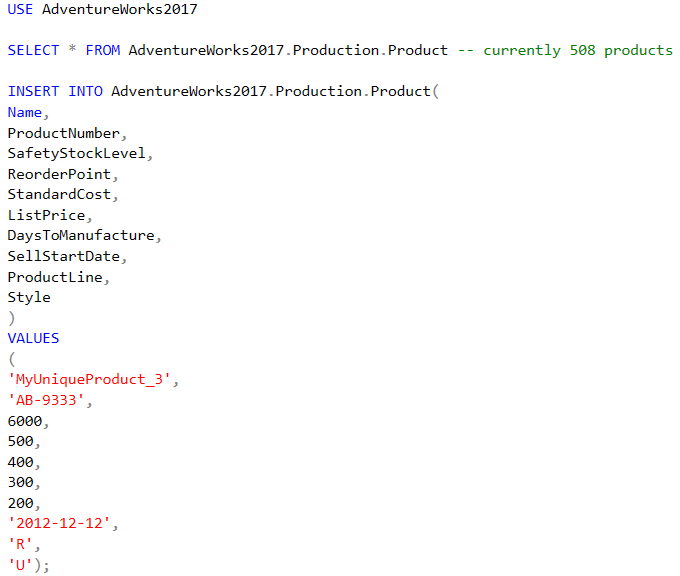 USE AdventureWorks2017
SELECT * FROM AdventureWorks2017.Production.Product -- currently 508 products
INSERT INTO AdventureWorks2017.Production.Product(
Name,
ProductNumber,
SafetyStockLevel,
ReorderPoint,
StandardCost,
ListPrice,
DaysToManufacture,
SellStartDate,
ProductLine,
Style
)
VALUES
(
'MyUniqueProduct_3',
'AB-9333',
6000,
500,
400,
300,
200,
'2012-12-12',
'R',
'U');